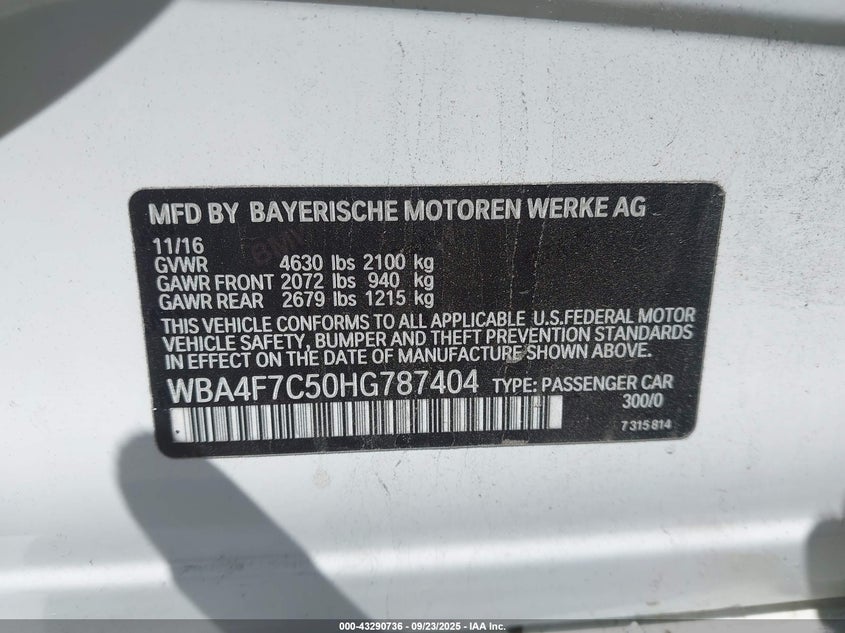 MFD BY BAYERISCHE MOTOREN WERKE AG
11/16
GVWR 4630 lbs 2100 kg
GAWR FRONT 2072 lbs 940 kg
GAWR REAR 2679 lbs 1215 kg
THIS VEHICLE CONFORMS TO ALL APPLICABLE U.S.FEDERAL MOTOR
VEHICLE SAFETY, BUMPER AND THEFT PREVENTION STANDARDS
IN EFFECT ON THE DATE OF MANUFACTURE SHOWN ABOVE.
WBA4F7C50HG787404 TYPE: PASSENGER CAR
300/0
7 315 814
000-43290736 - 09/23/2025 - IAA Inc.